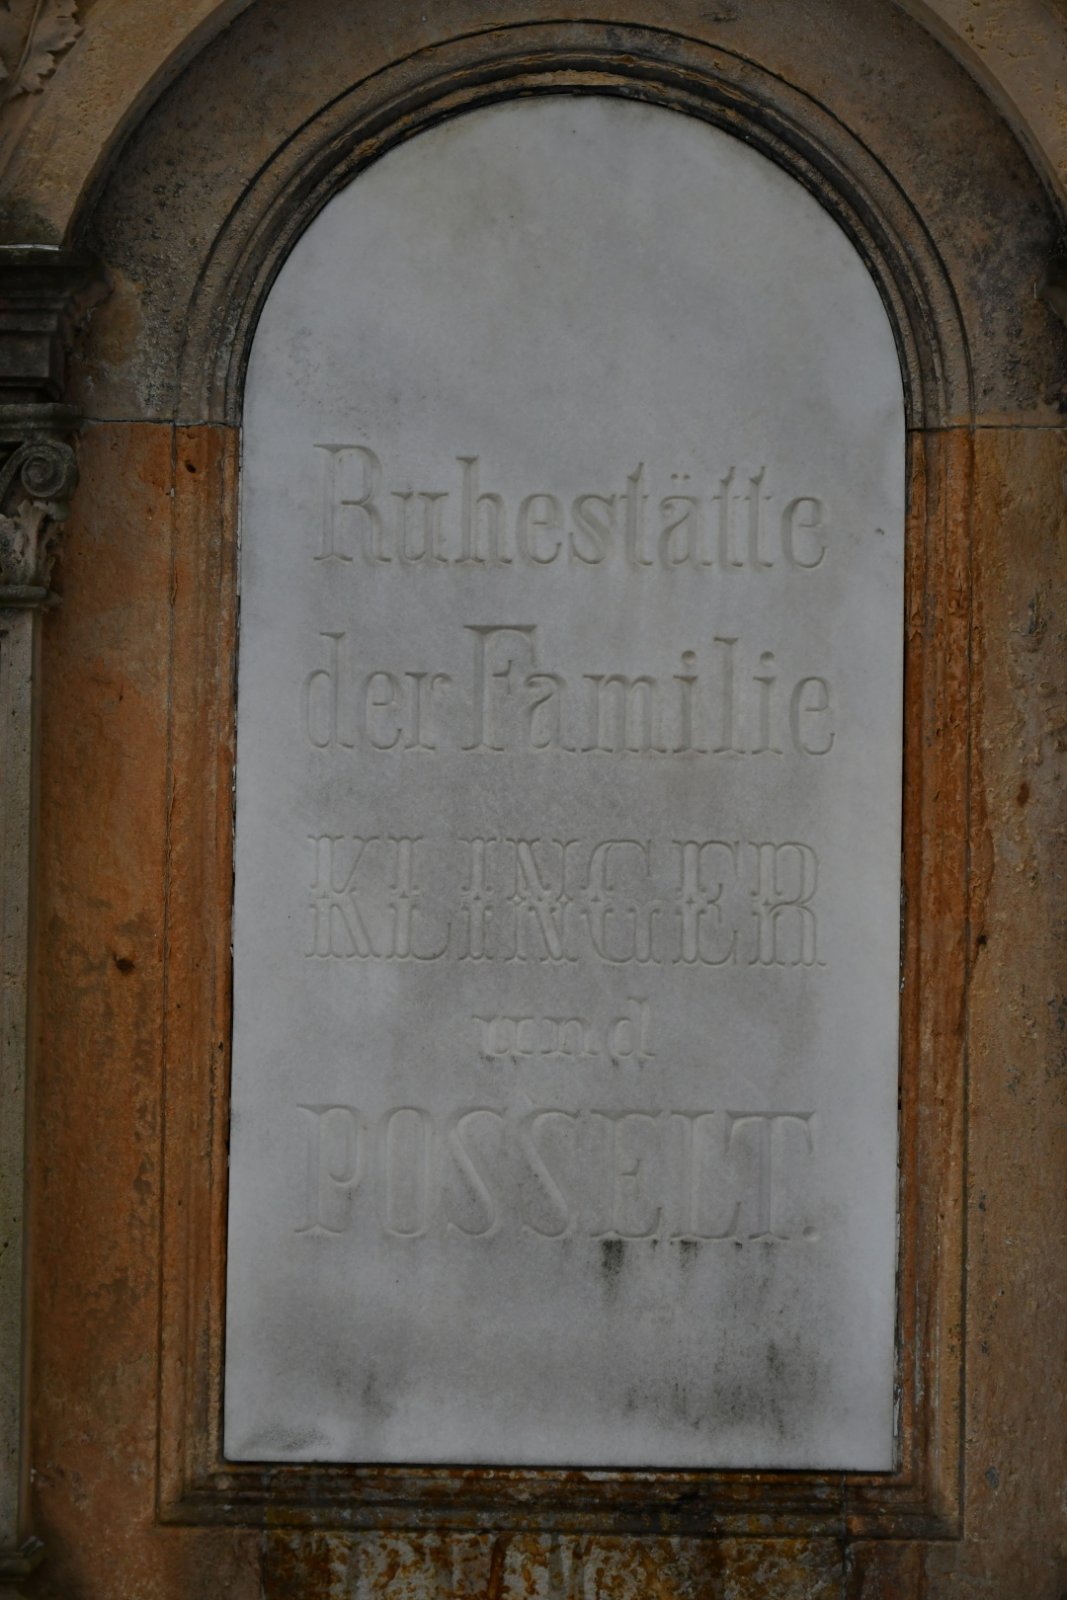 Ruhestätte
der Familie
KLINGER
und
POSSELT.